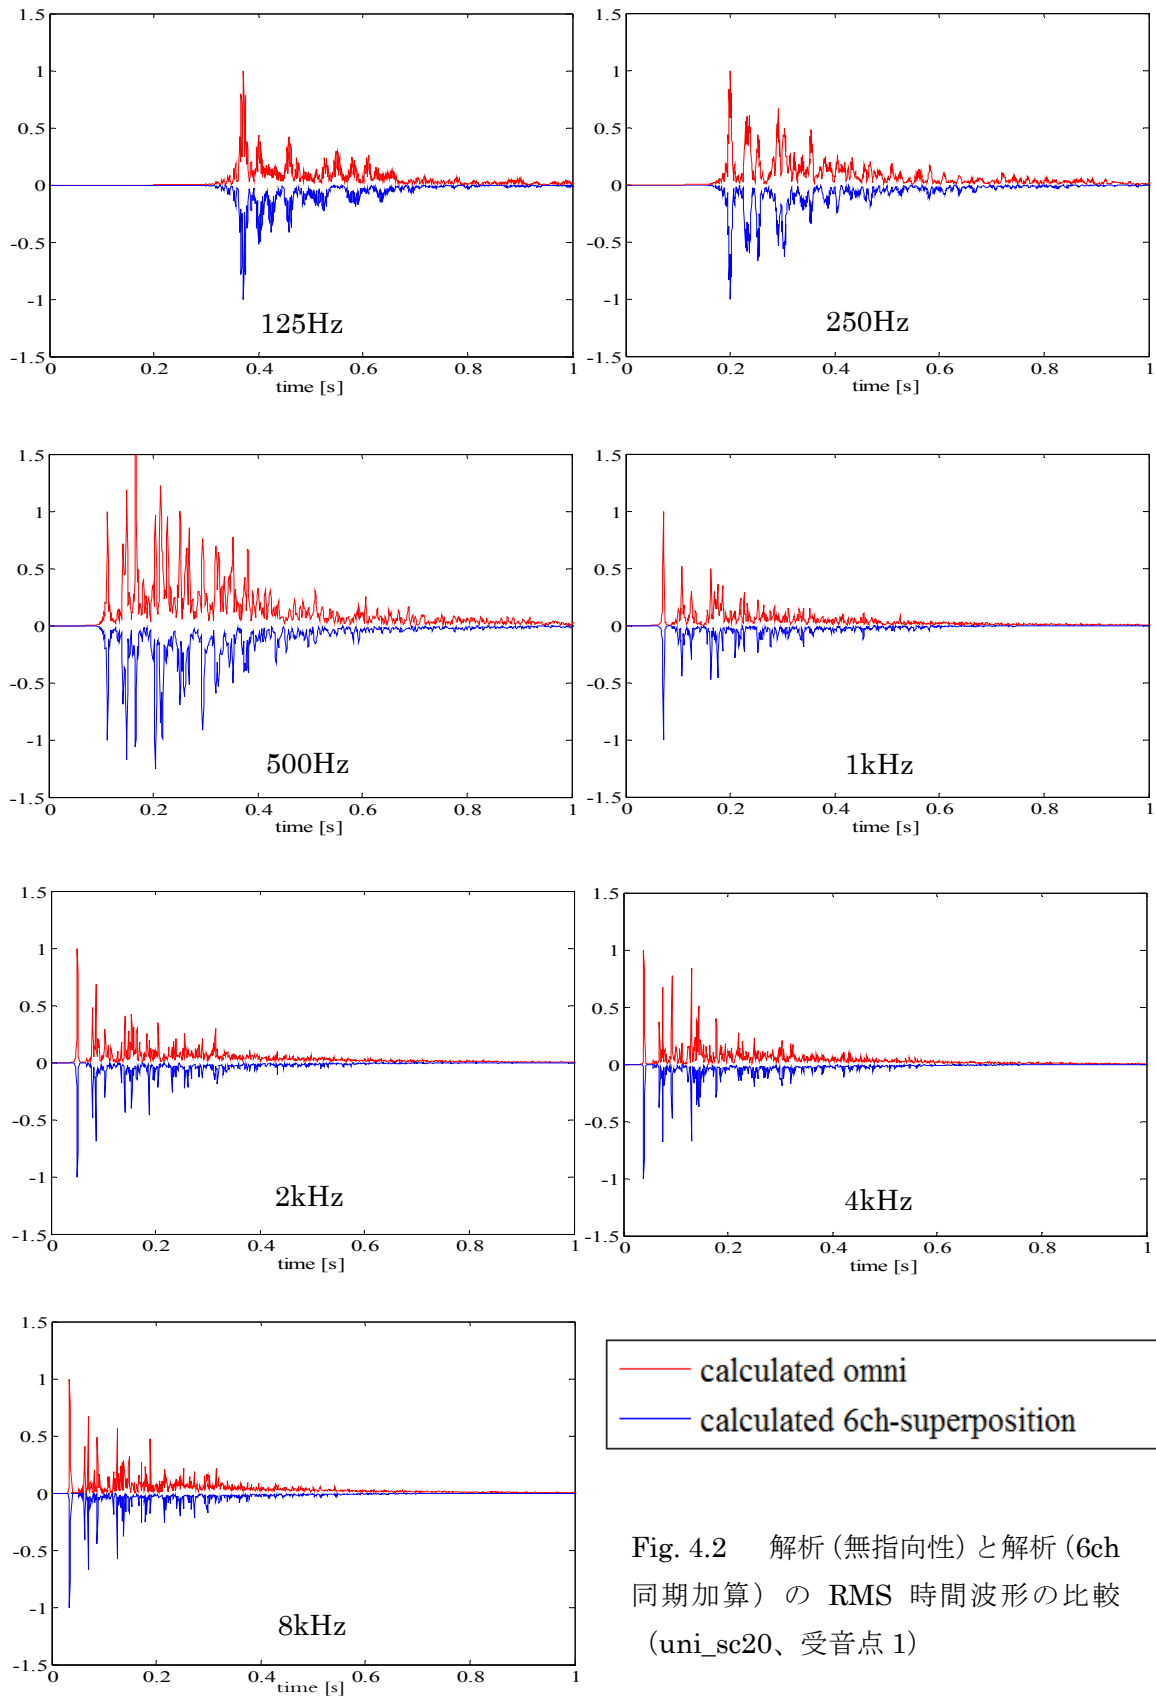 1.5
1
0.5
0
-0.5
-1
-1.5
0 0.2 0.4 0.6 0.8 1
time [s]
125Hz
1.5
1
0.5
0
-0.5
-1
-1.5
0 0.2 0.4 0.6 0.8 1
time [s]
250Hz
1.5
1
0.5
0
-0.5
-1
-1.5
0 0.2 0.4 0.6 0.8 1
time [s]
500Hz
1.5
1
0.5
0
-0.5
-1
-1.5
0 0.2 0.4 0.6 0.8 1
time [s]
1kHz
1.5
1
0.5
0
-0.5
-1
-1.5
0 0.2 0.4 0.6 0.8 1
time [s]
2kHz
1.5
1
0.5
0
-0.5
-1
-1.5
0 0.2 0.4 0.6 0.8 1
time [s]
4kHz
1.5
1
0.5
0
-0.5
-1
-1.5
0 0.2 0.4 0.6 0.8 1
time [s]
8kHz
calculated omni
calculated 6ch-superposition
Fig. 4.2 解析(無指向性)と解析(6ch
同期加算)の RMS 時間波形の比較
(uni_sc20、受音点 1)